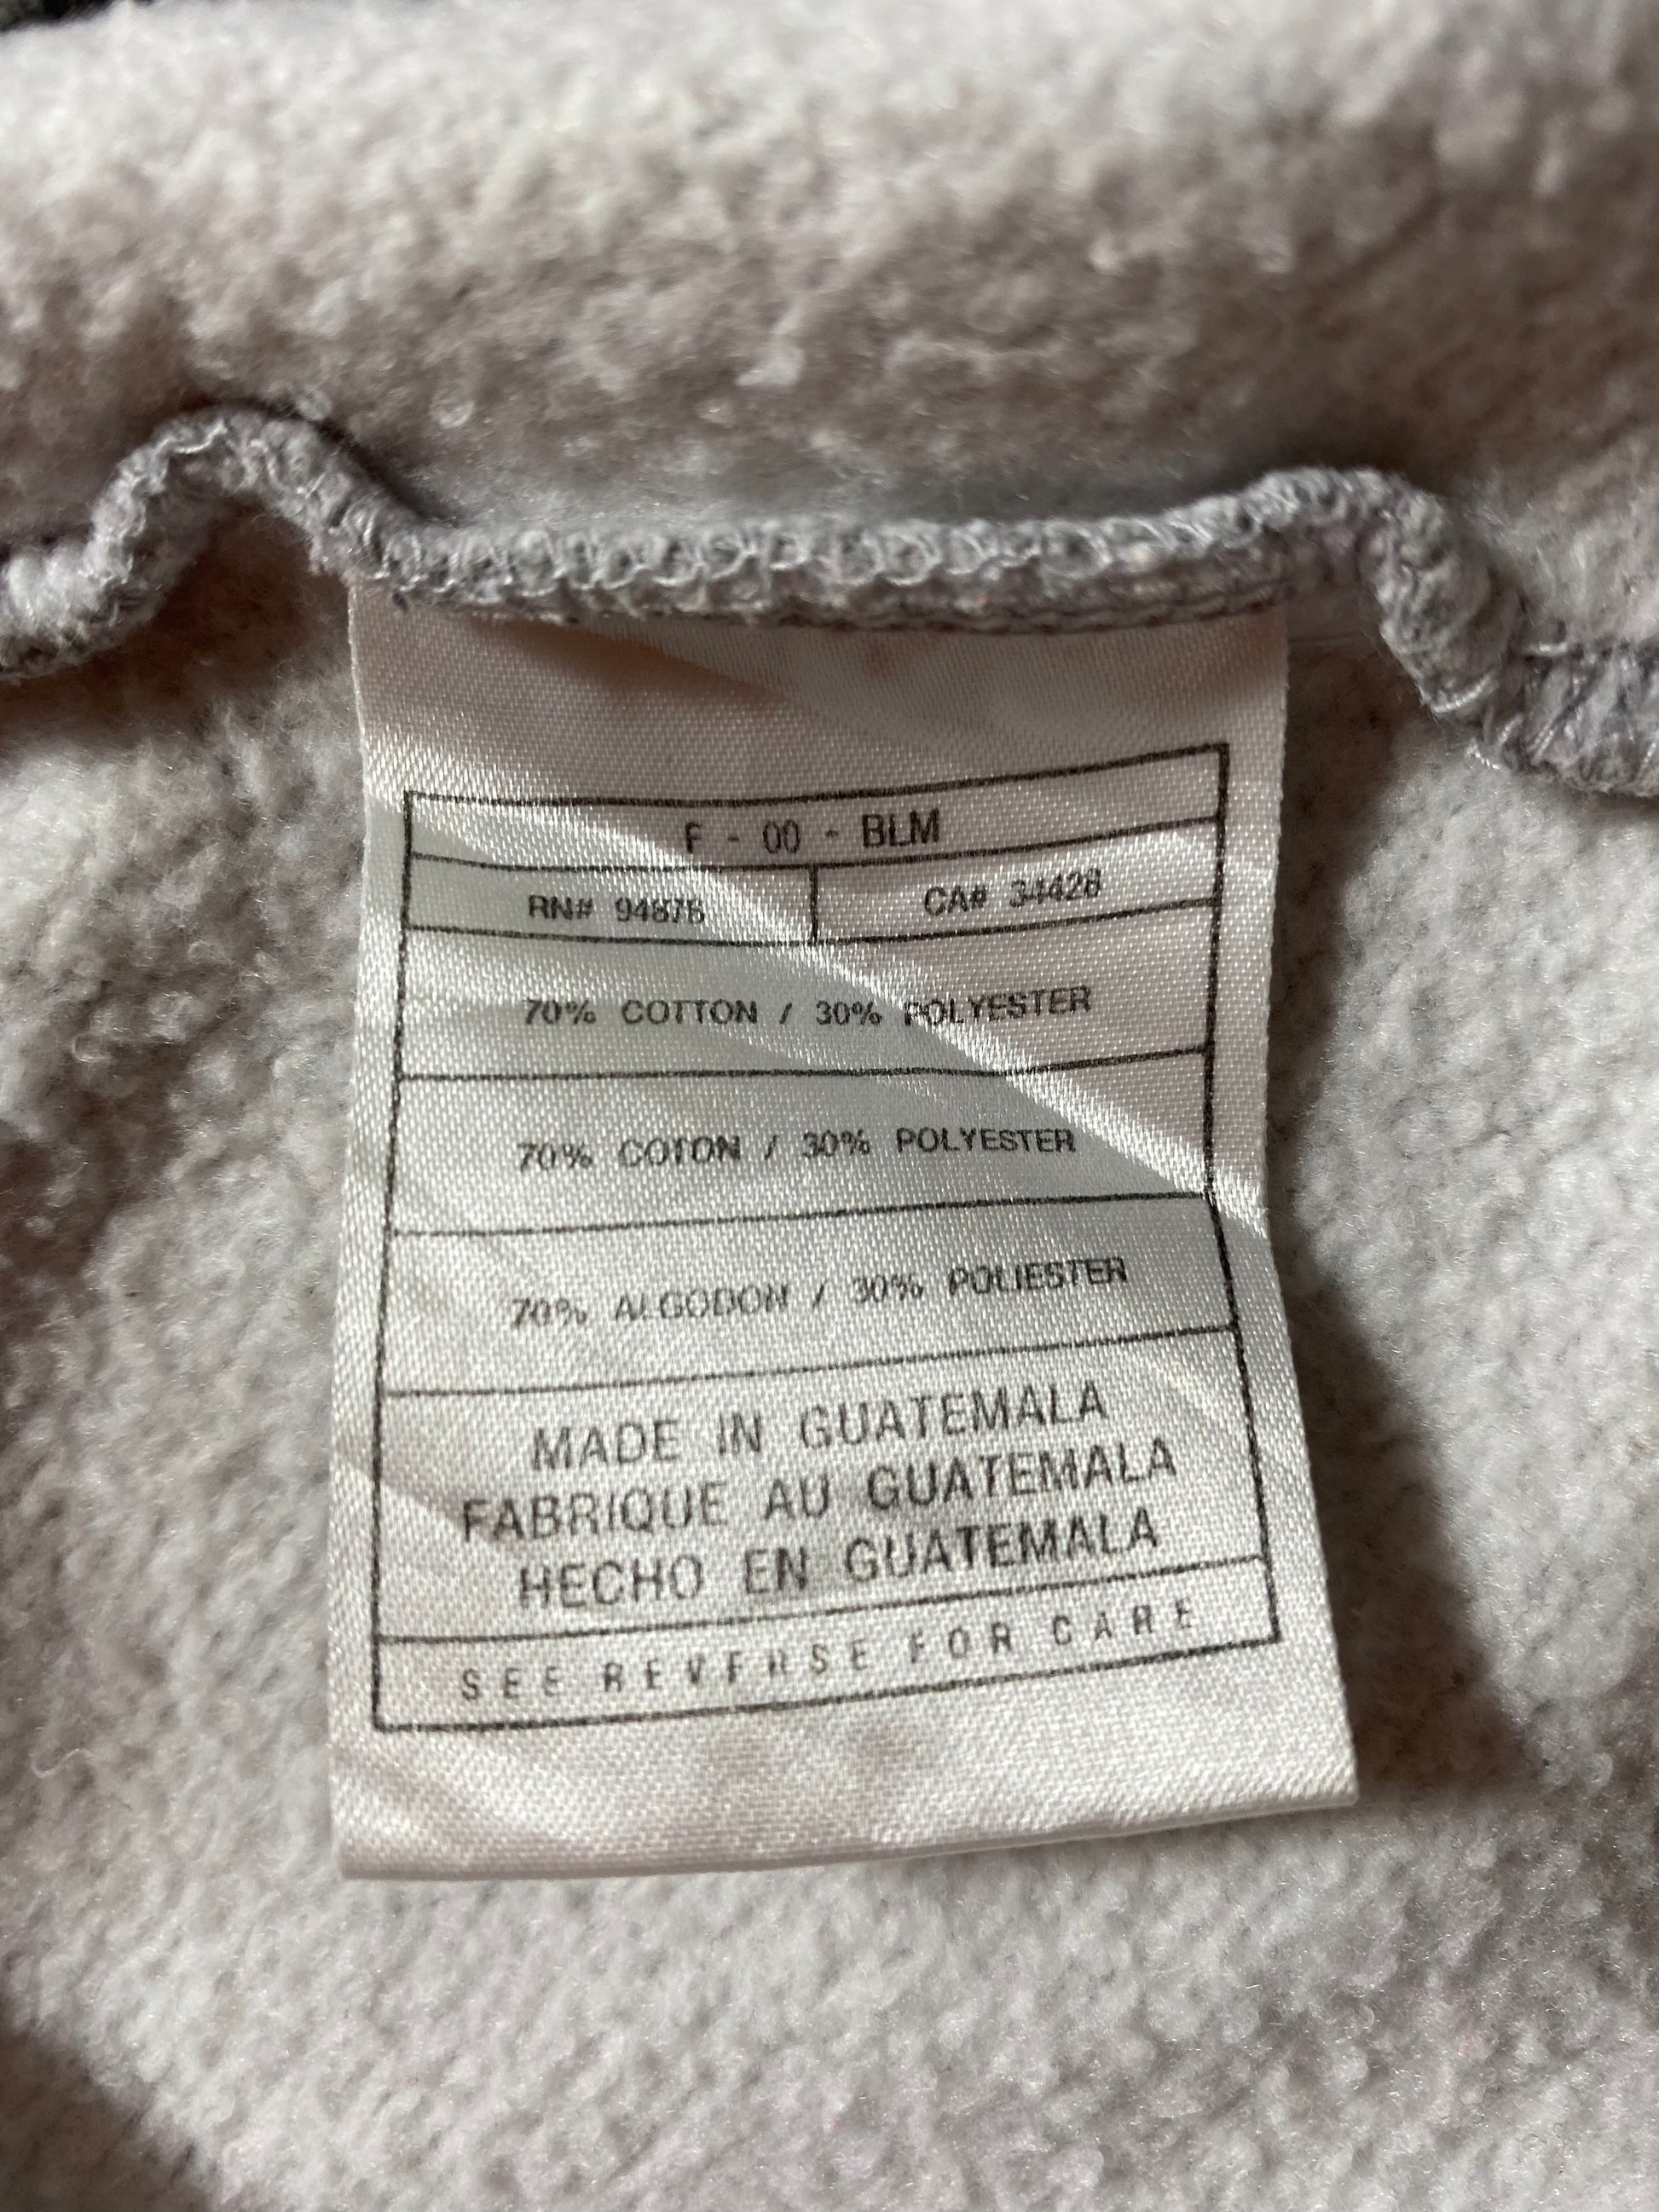 F - 00 - BLM
RN# 94875 CA# 34428
70% COTTON / 30% POLYESTER
70% COTON / 30% POLYESTER
70% ALGODON / 30% POLIESTER
MADE IN GUATEMALA
FABRIQUE AU GUATEMALA
HECHO EN GUATEMALA
SEE REVERSE FOR CARE